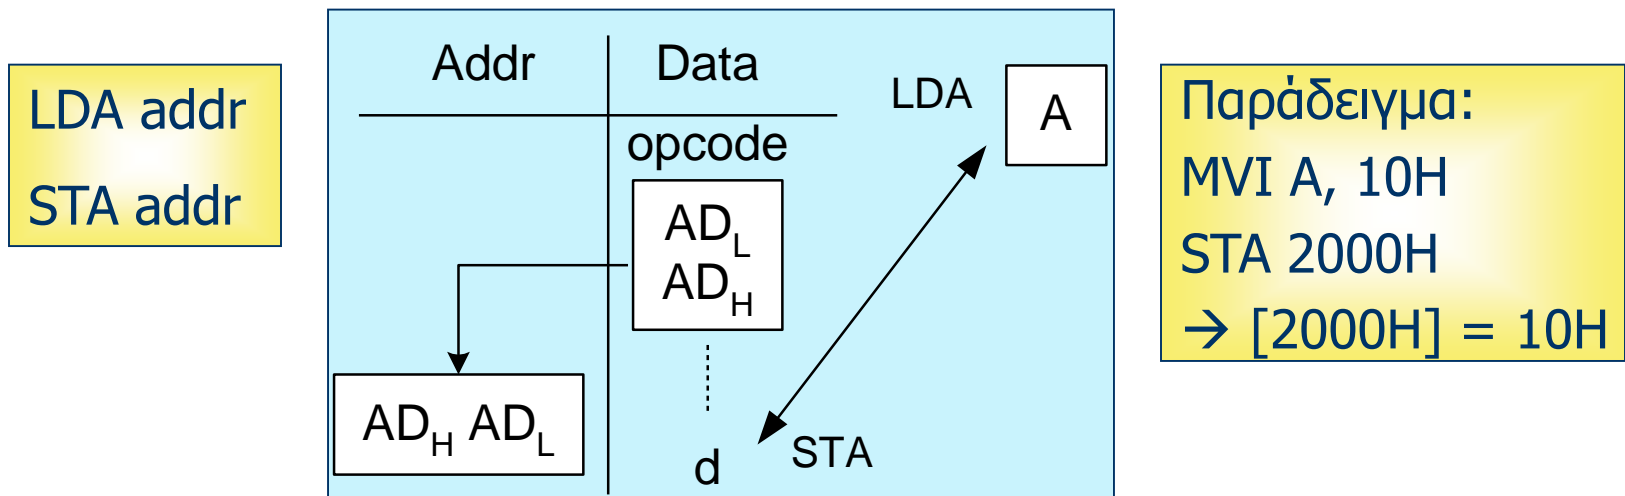 LDA addr
STA addr
Addr Data
opcode
AD_L
AD_H
AD_H AD_L
d
LDA
A
STA
Παράδειγμα:
MVI A, 10H
STA 2000H
→ [2000H] = 10H